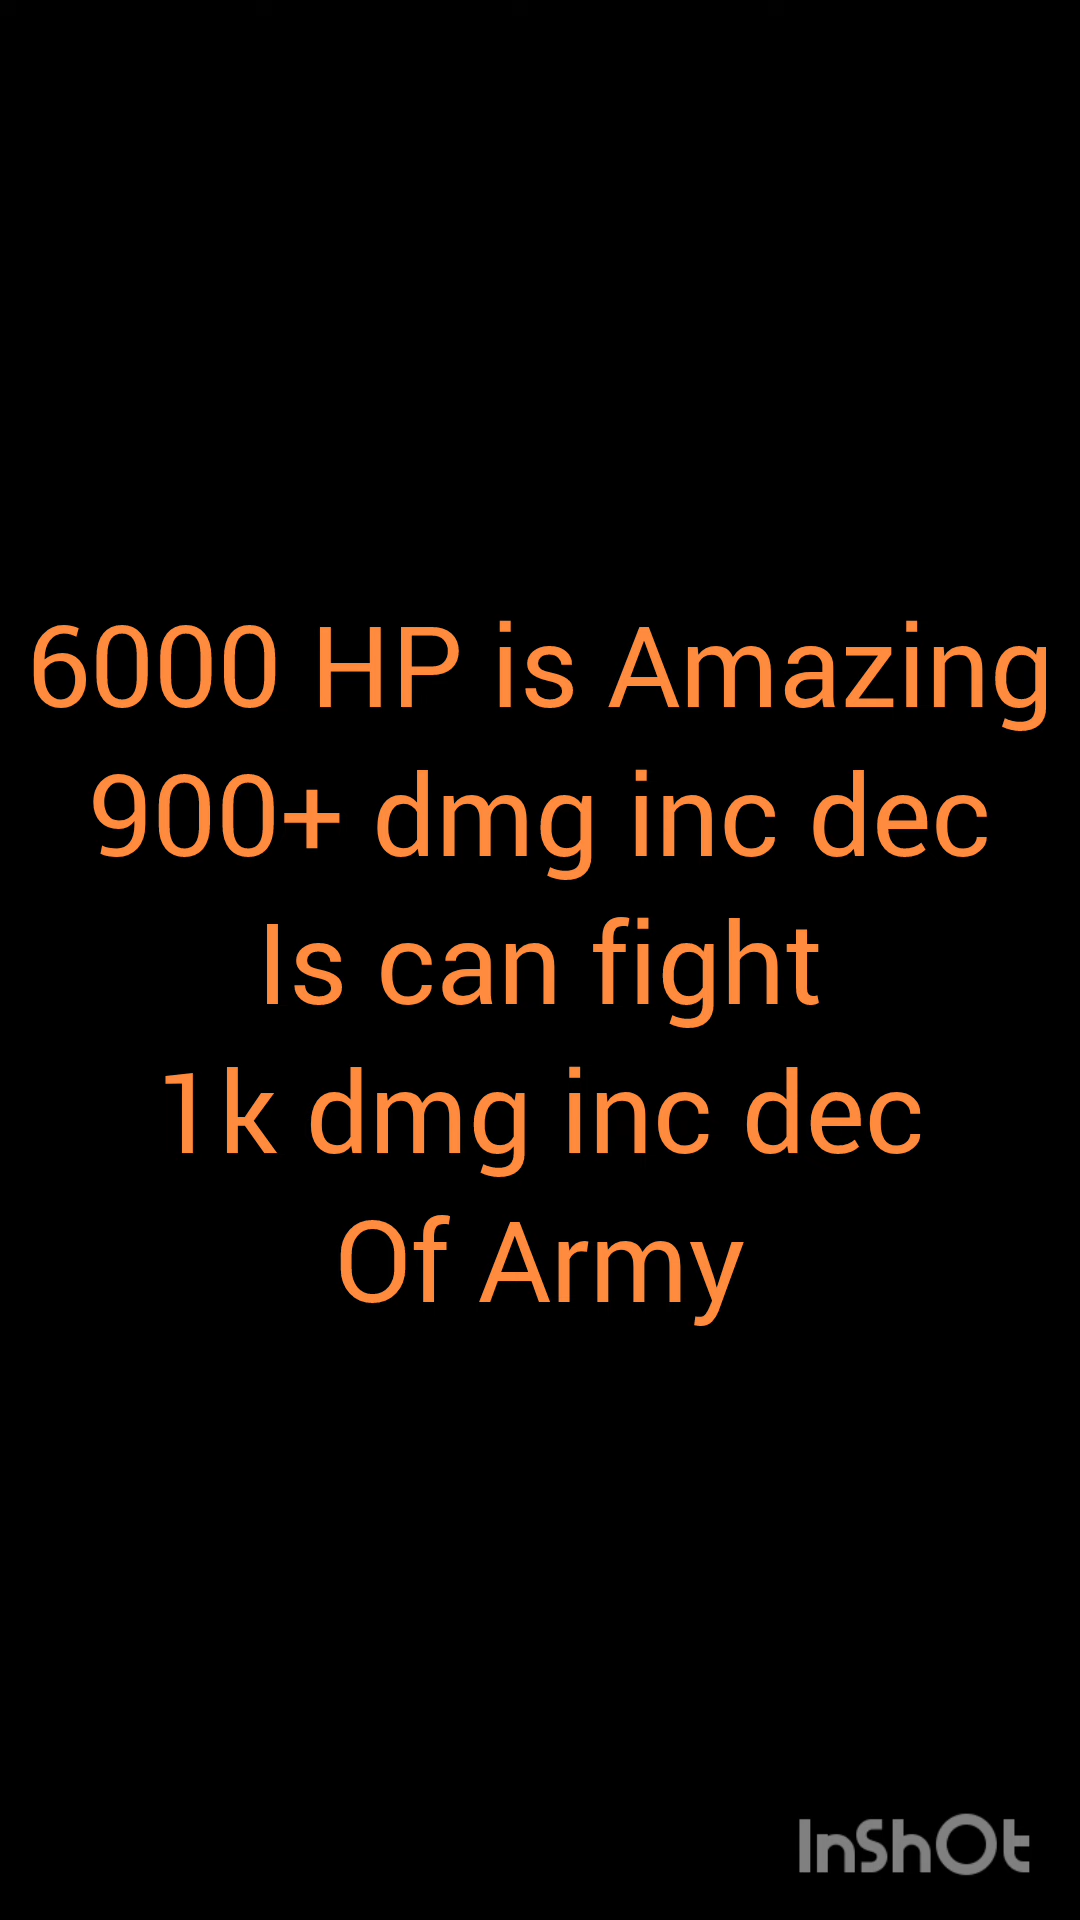 6000 HP is Amazing
900+ dmg inc dec
Is can fight
1k dmg inc dec
Of Army
InShOt